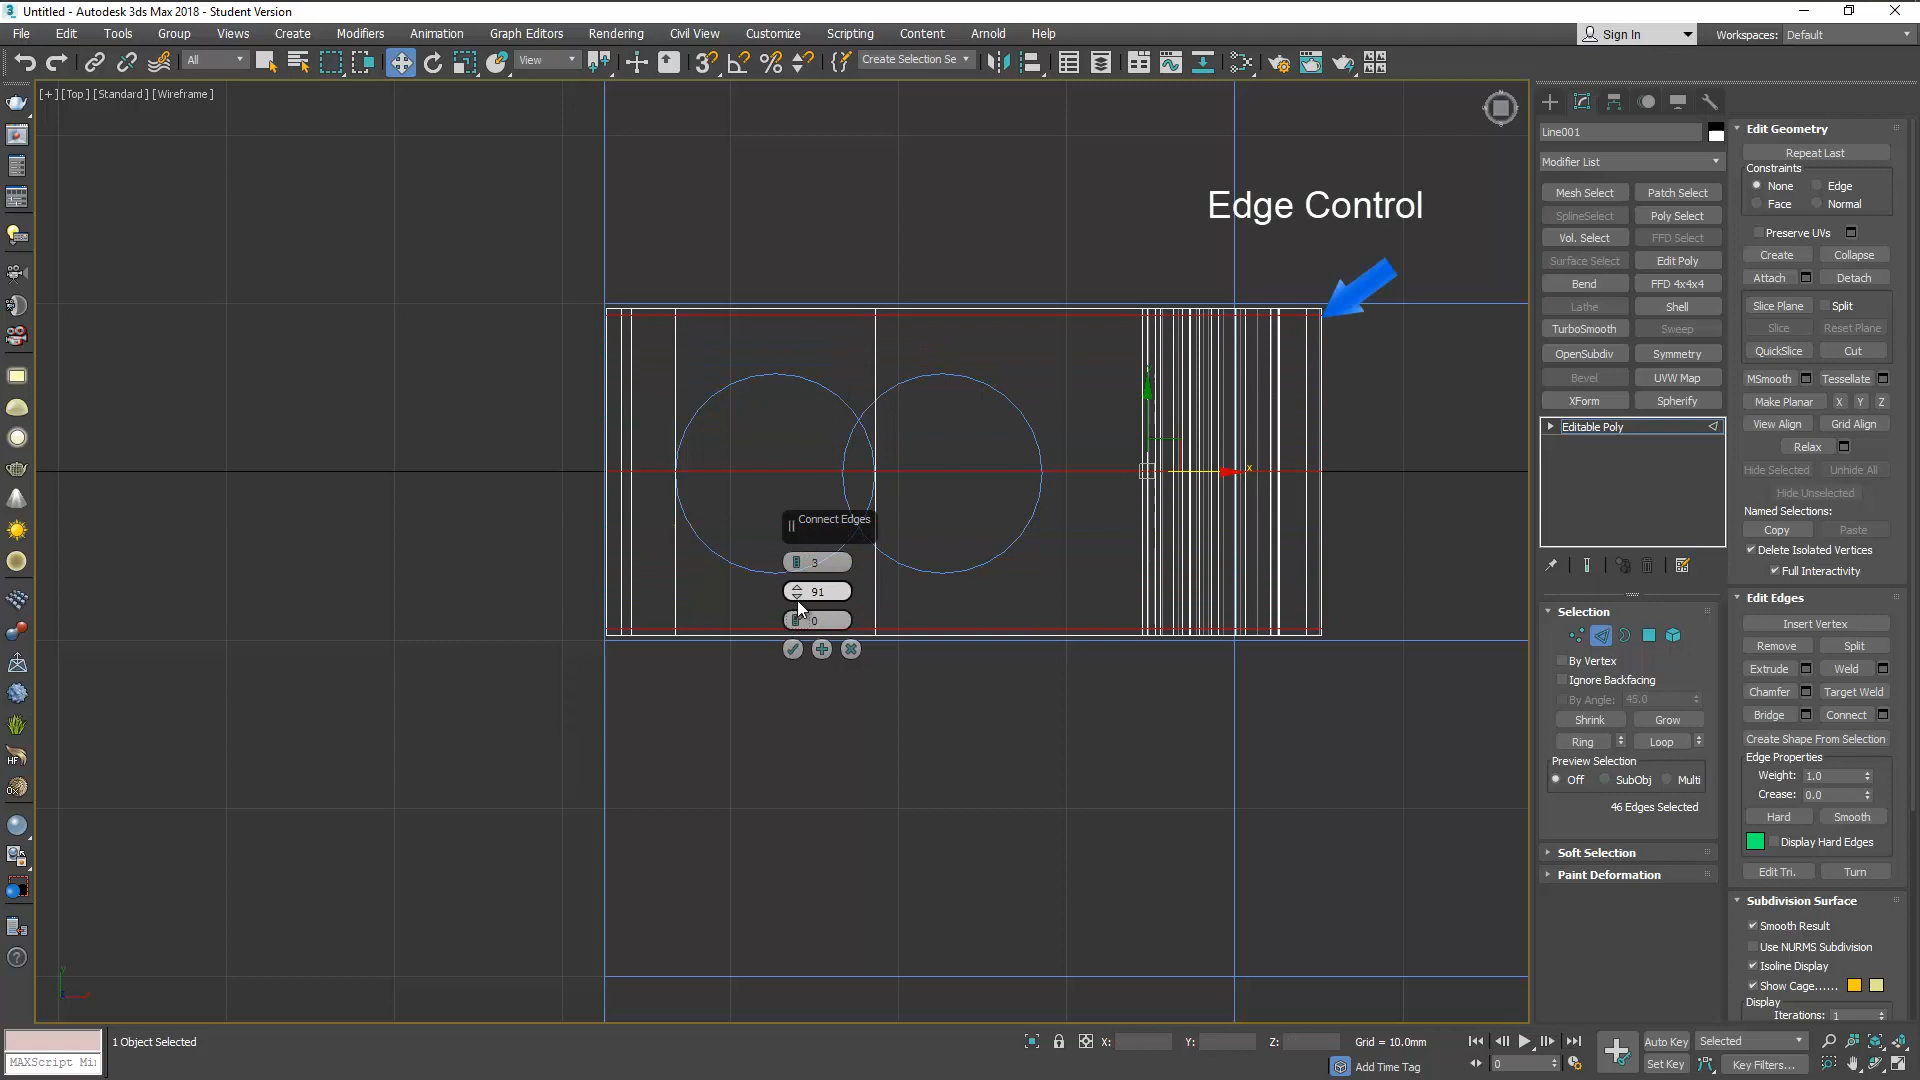 Untitled - Autodesk 3ds Max 2018 - Student Version
File Edit Tools Group Views Create Modifiers Animation Graph Editors Rendering Civil View Customize Scripting Content Arnold Help
Sign In Workspaces: Default
All View Create Selection Se
[+] [Top] [Standard] [Wireframe]
Edge Control
x
Connect Edges
3
91
0
Line001
Modifier List
Mesh Select Patch Select
SplineSelect Poly Select
Vol. Select FFD Select
Surface Select Edit Poly
Bend FFD 4x4x4
Lathe Shell
TurboSmooth Sweep
OpenSubdiv Symmetry
Bevel UVW Map
XForm Spherify
Editable Poly
Selection
By Vertex
Ignore Backfacing
By Angle: 45.0
Shrink Grow
Ring Loop
Preview Selection
Off SubObj Multi
46 Edges Selected
Soft Selection
Paint Deformation
Edit Geometry
Repeat Last
Constraints
None Edge
Face Normal
Preserve UVs
Create Collapse
Attach Detach
Slice Plane Split
Slice Reset Plane
QuickSlice Cut
MSmooth Tessellate
Make Planar X Y Z
View Align Grid Align
Relax
Hide Selected Unhide All
Hide Unselected
Named Selections:
Copy Paste
Delete Isolated Vertices
Full Interactivity
Edit Edges
Insert Vertex
Remove Split
Extrude Weld
Chamfer Target Weld
Bridge Connect
Create Shape From Selection
Edge Properties
Weight: 1.0
Crease: 0.0
Hard Smooth
Display Hard Edges
Edit Tri. Turn
Subdivision Surface
Smooth Result
Use NURMS Subdivision
Isoline Display
Show Cage......
Display
Iterations: 1
MAXScript Mi
1 Object Selected
X: Y: Z: Grid = 10.0mm
Add Time Tag
0
Auto Key Selected
Set Key Key Filters...